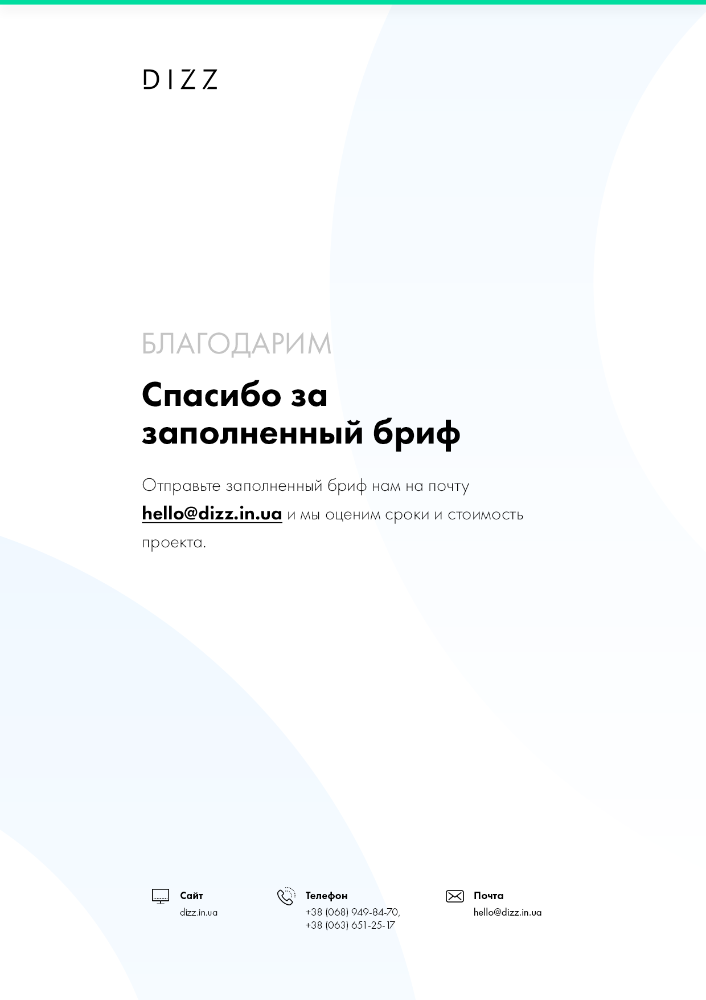 DIZZ
БЛАГОДАРИМ
Спасибо за
заполненный бриф
Отправьте заполненный бриф нам на почту
hello@dizz.in.ua и мы оценим сроки и стоимость
проекта.
Сайт
dizz.in.ua
Телефон
+38 (068) 949-84-70,
+38 (063) 651-25-17
Почта
hello@dizz.in.ua